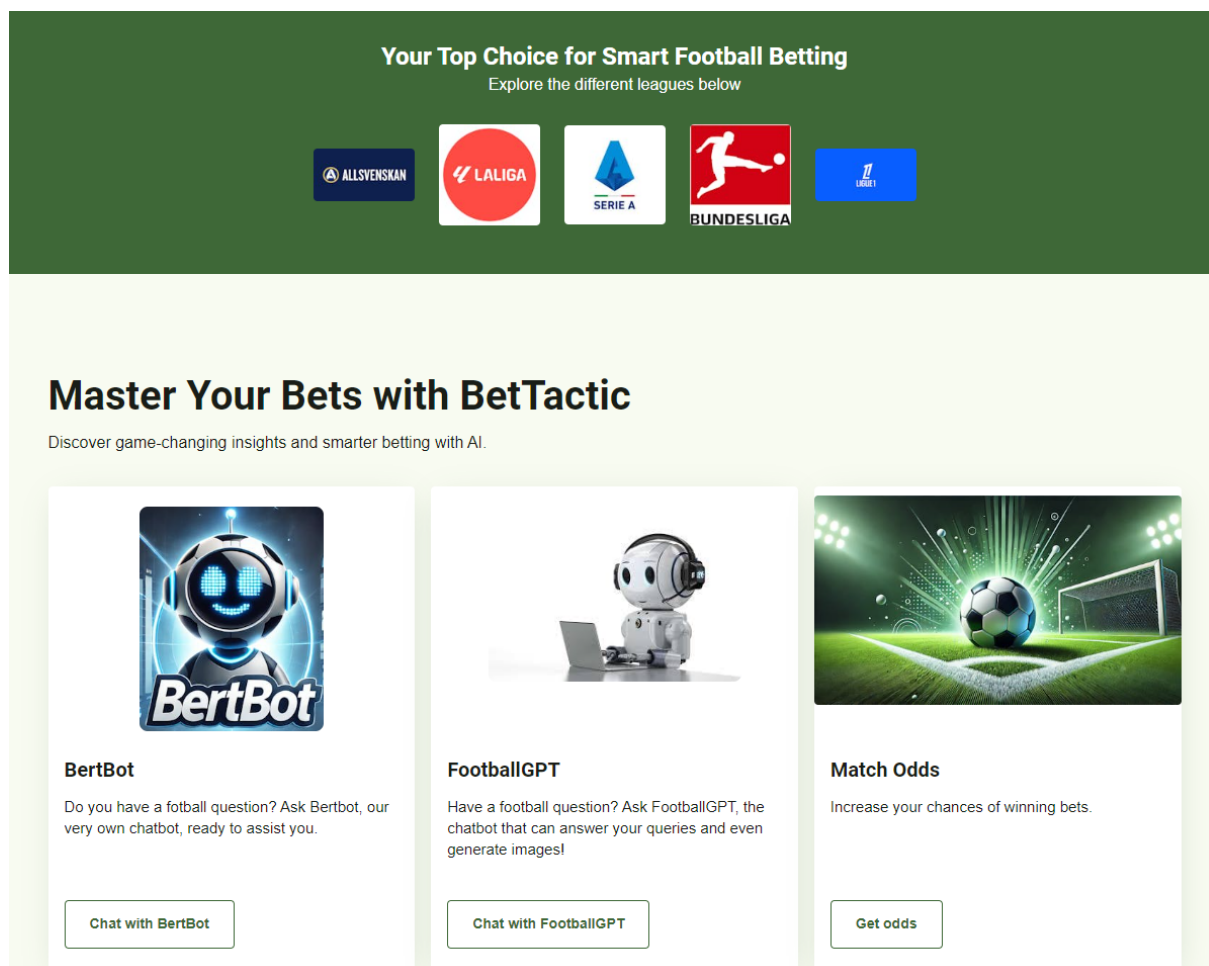 Your Top Choice for Smart Football Betting
Explore the different leagues below
ALLSVENSKAN
LALIGA
SERIE A
BUNDESLIGA
LIGUE 1
Master Your Bets with BetTactic
Discover game-changing insights and smarter betting with AI.
BertBot
BertBot
Do you have a fotball question? Ask Bertbot, our
very own chatbot, ready to assist you.
Chat with BertBot
FootballGPT
Have a football question? Ask FootballGPT, the
chatbot that can answer your queries and even
generate images!
Chat with FootballGPT
Match Odds
Increase your chances of winning bets.
Get odds